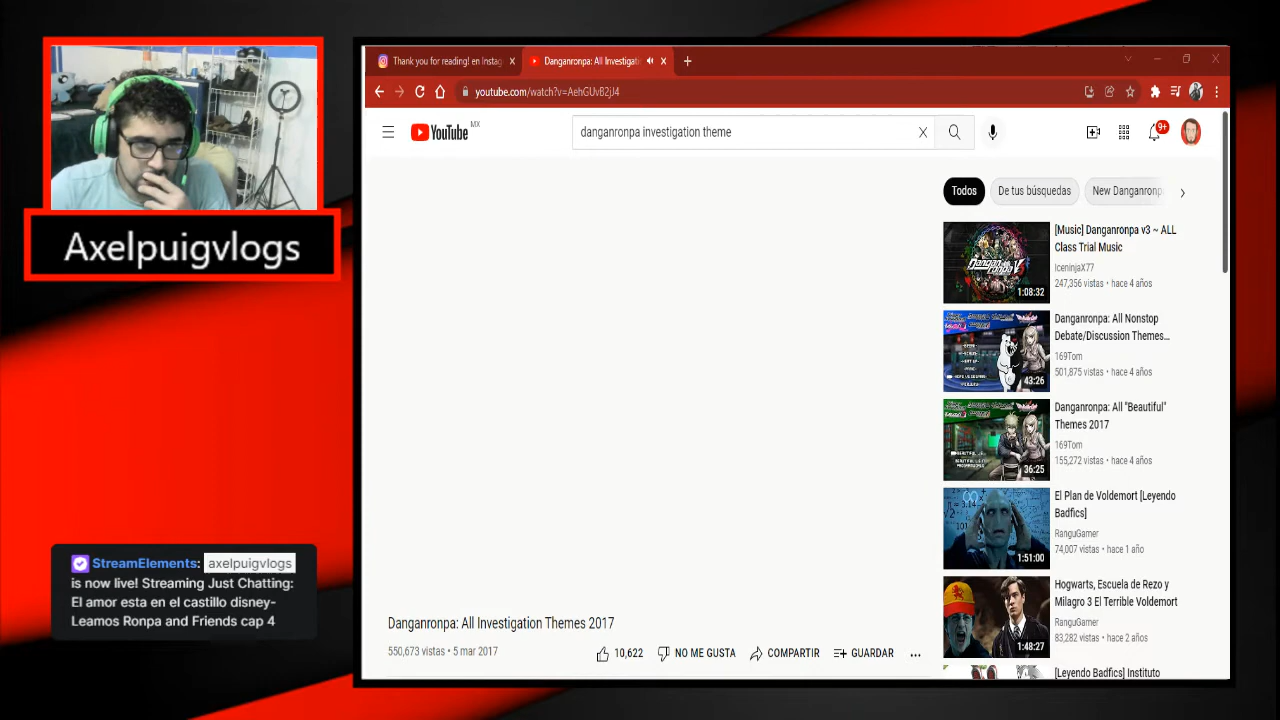 Axelpuigvlogs
StreamElements: axelpuigvlogs
is now live! Streaming Just Chatting:
El amor esta en el castillo disney-
Leamos Ronpa and Friends cap 4
Thank you for reading! en Instag
Danganronpa: All Investigati
youtube.com/watch?v=AehGUvB2jJ4
YouTube MX
danganronpa investigation theme
9+
Todos
De tus búsquedas
New Danganronp
[Music] Danganronpa v3 ~ ALL
Class Trial Music
IceninjaX77
247,356 vistas • hace 4 años
1:08:32
Danganronpa: All Nonstop
Debate/Discussion Themes...
169Tom
501,875 vistas • hace 4 años
43:26
Danganronpa: All "Beautiful"
Themes 2017
169Tom
155,272 vistas • hace 4 años
36:25
El Plan de Voldemort [Leyendo
Badfics]
RanguGamer
74,007 vistas • hace 1 año
1:51:00
Hogwarts, Escuela de Rezo y
Milagro 3 El Terrible Voldemort
RanguGamer
83,282 vistas • hace 2 años
1:48:27
[Leyendo Badfics] Instituto
Danganronpa: All Investigation Themes 2017
550,673 vistas • 5 mar 2017
10,622
NO ME GUSTA
COMPARTIR
GUARDAR